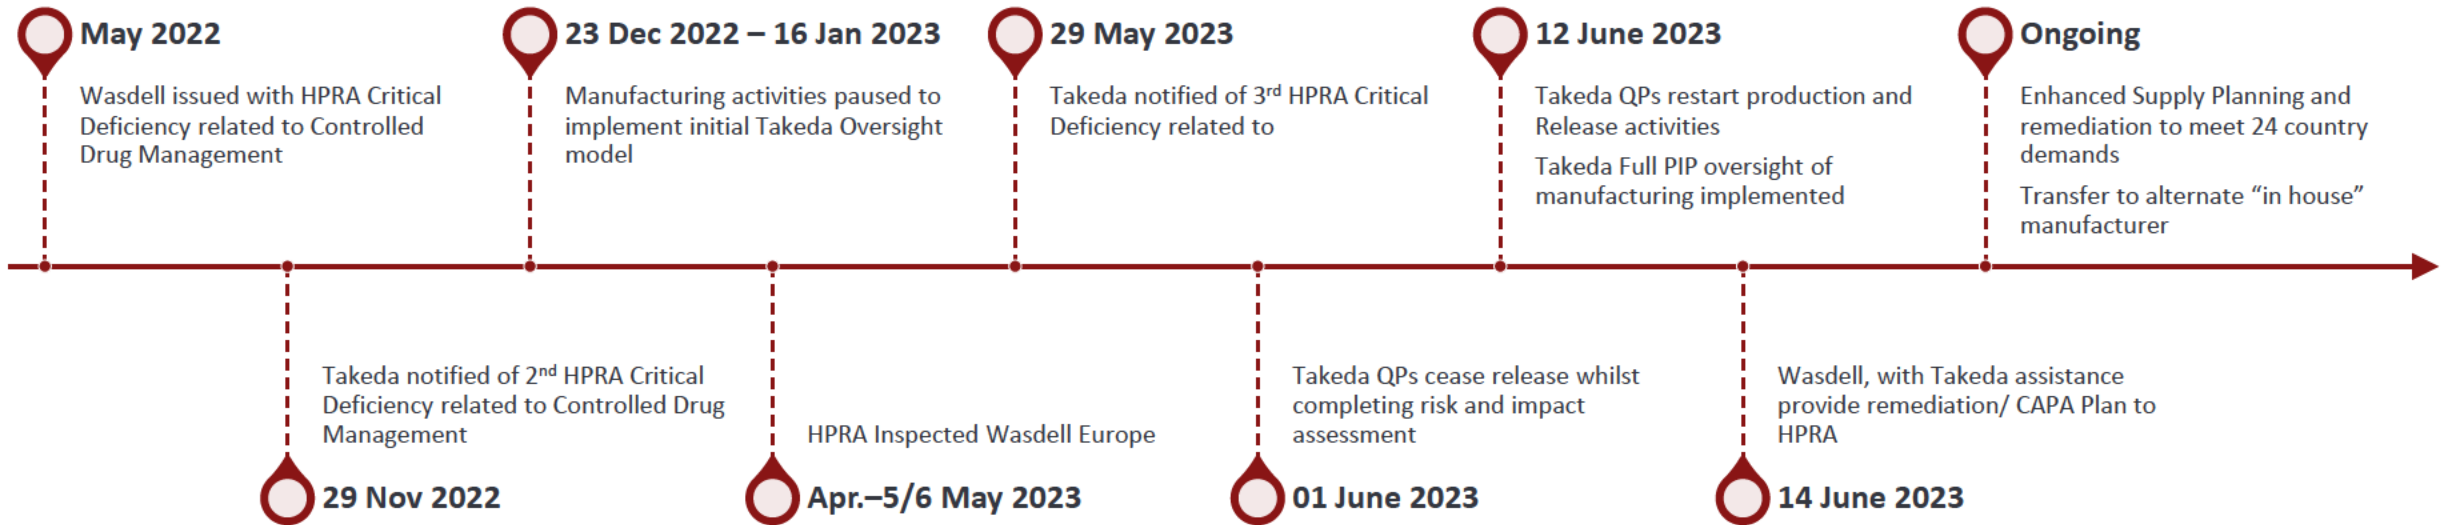 May 2022
Wasdell issued with HPRA Critical
Deficiency related to Controlled
Drug Management
29 Nov 2022
Takeda notified of 2nd HPRA Critical
Deficiency related to Controlled Drug
Management
23 Dec 2022 – 16 Jan 2023
Manufacturing activities paused to
implement initial Takeda Oversight
model
Apr.–5/6 May 2023
HPRA Inspected Wasdell Europe
29 May 2023
Takeda notified of 3rd HPRA Critical
Deficiency related to
01 June 2023
Takeda QPs cease release whilst
completing risk and impact
assessment
12 June 2023
Takeda QPs restart production and
Release activities
Takeda Full PIP oversight of
manufacturing implemented
14 June 2023
Wasdell, with Takeda assistance
provide remediation/ CAPA Plan to
HPRA
Ongoing
Enhanced Supply Planning and
remediation to meet 24 country
demands
Transfer to alternate “in house”
manufacturer